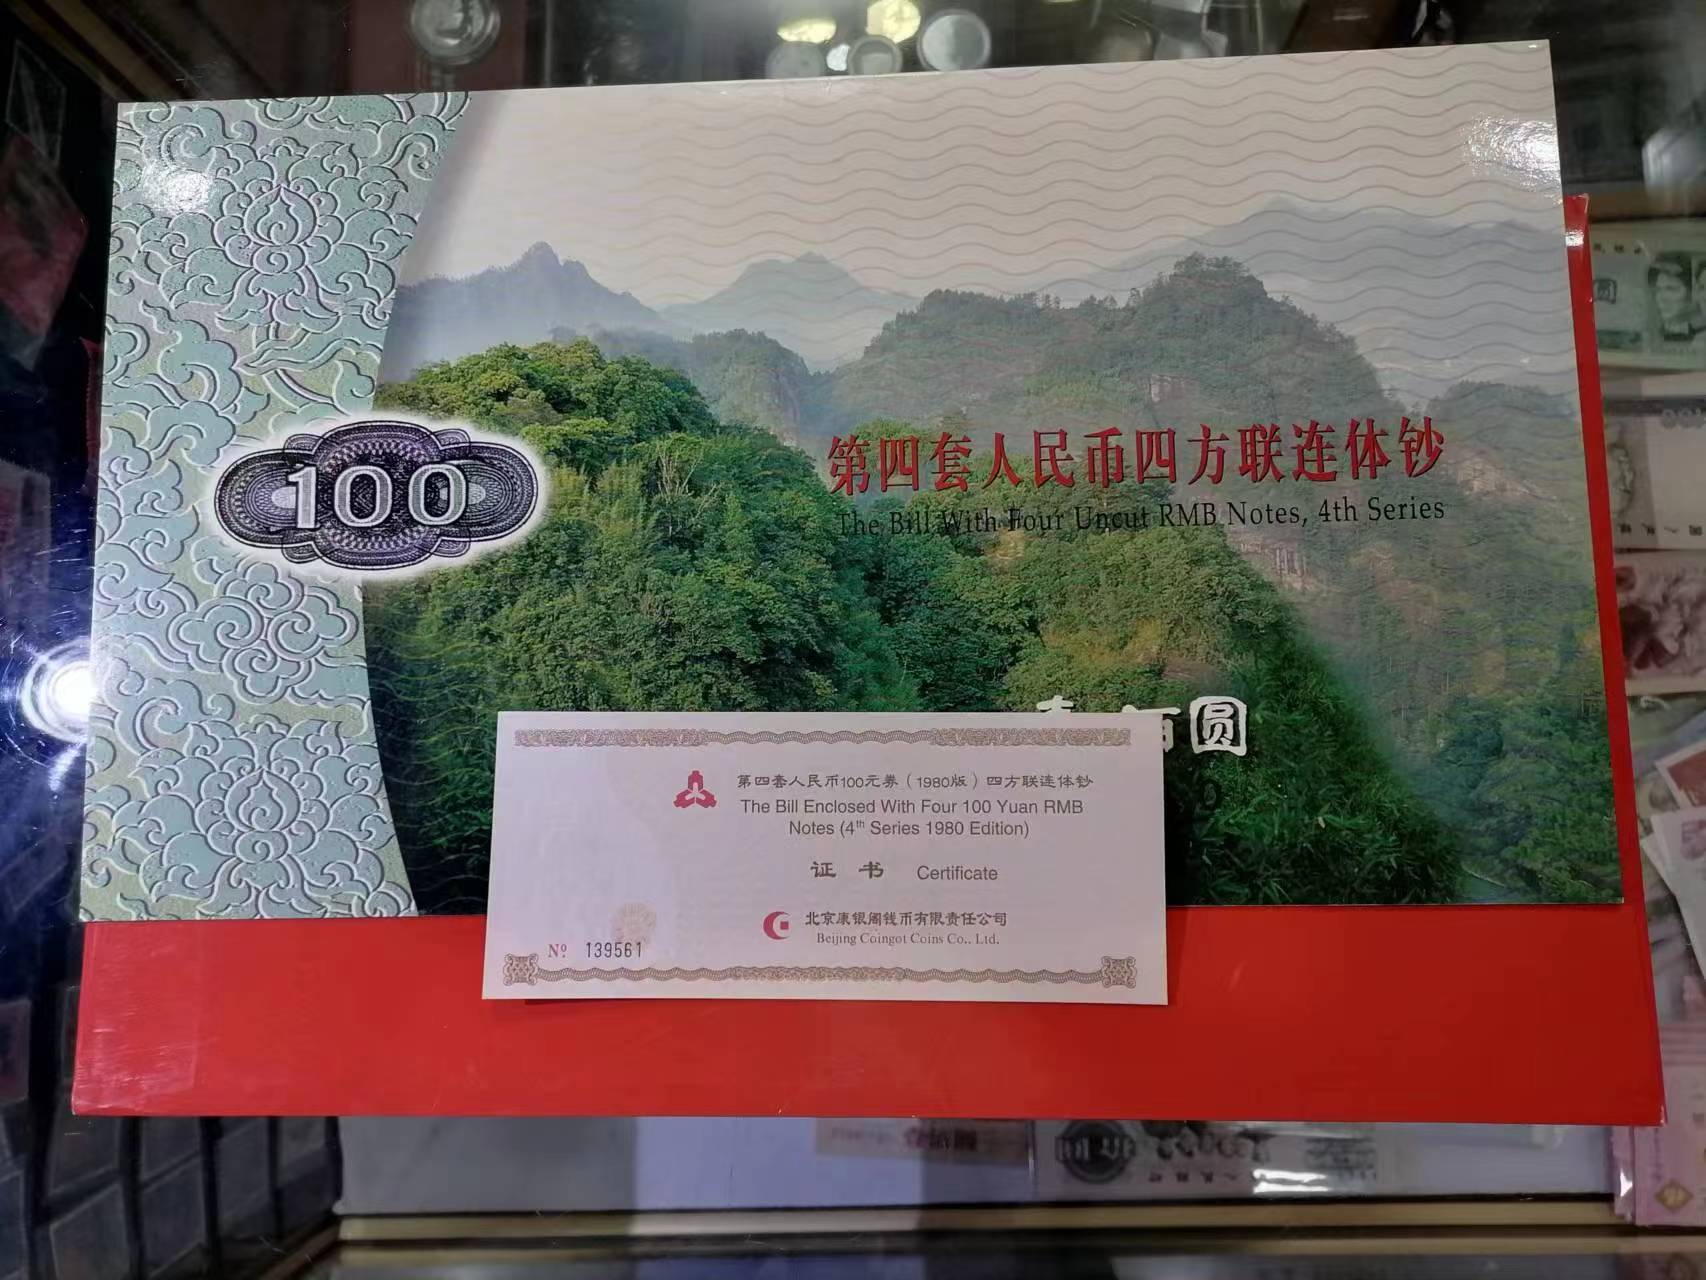 100
第四套人民币四方联连体钞
The Bill With Four Uncut RMB Notes, 4th Series
圆
第四套人民币100元券（1980版）四方联连体钞
The Bill Enclosed With Four 100 Yuan RMB
Notes (4th Series 1980 Edition)
证书 Certificate
北京康银阁钱币有限责任公司
Beijing Coingot Coins Co., Ltd.
Nº 139561